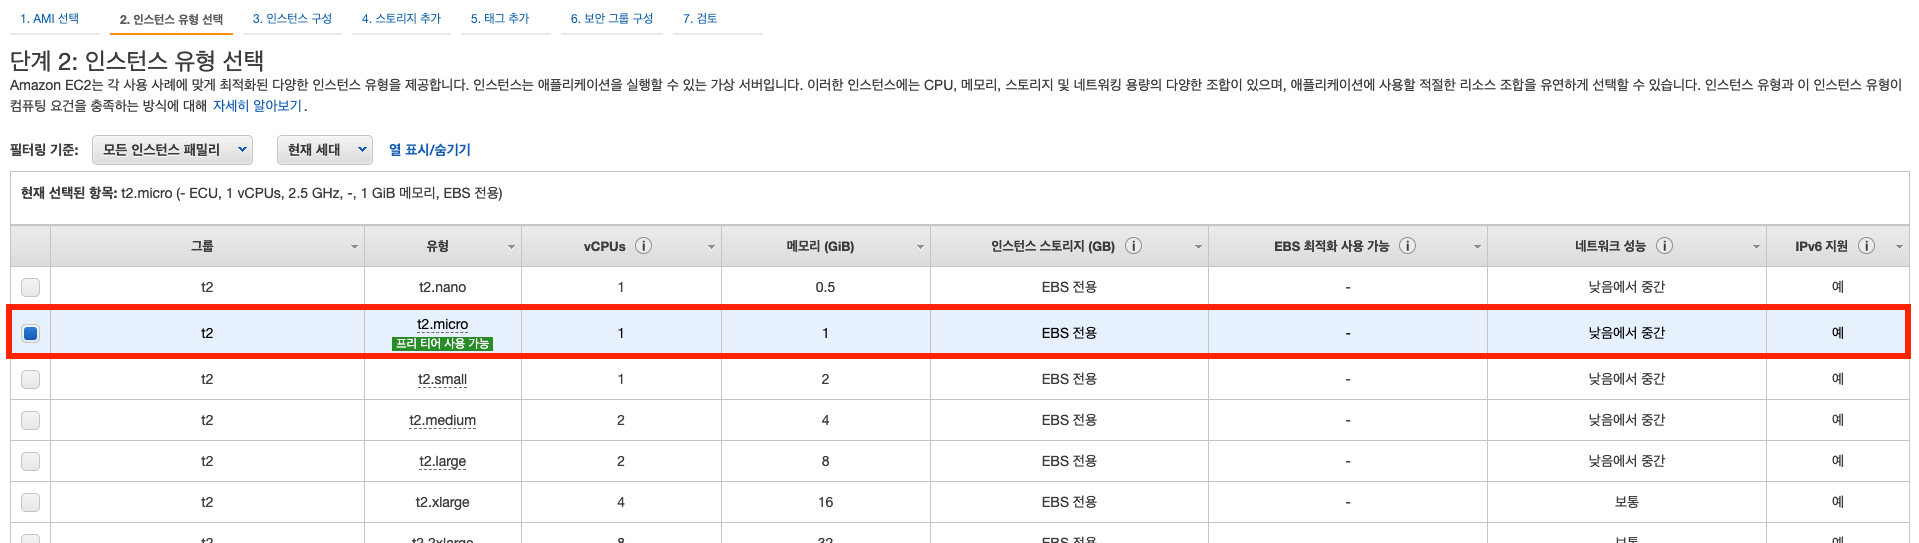 1. AMI 선택 2. 인스턴스 유형 선택 3. 인스턴스 구성 4. 스토리지 추가 5. 태그 추가 6. 보안 그룹 구성 7. 검토
단계 2: 인스턴스 유형 선택
Amazon EC2는 각 사용 사례에 맞게 최적화된 다양한 인스턴스 유형을 제공합니다. 인스턴스는 애플리케이션을 실행할 수 있는 가상 서버입니다. 이러한 인스턴스에는 CPU, 메모리, 스토리지 및 네트워킹 용량의 다양한 조합이 있으며, 애플리케이션에 사용할 적절한 리소스 조합을 유연하게 선택할 수 있습니다. 인스턴스 유형과 이 인스턴스 유형이
컴퓨팅 요건을 충족하는 방식에 대해 자세히 알아보기.
필터링 기준: 모든 인스턴스 패밀리 현재 세대 열 표시/숨기기
현재 선택된 항목: t2.micro (- ECU, 1 vCPUs, 2.5 GHz, -, 1 GiB 메모리, EBS 전용)
그룹 유형 vCPUs 메모리 (GiB) 인스턴스 스토리지 (GB) EBS 최적화 사용 가능 네트워크 성능 IPv6 지원
t2 t2.nano 1 0.5 EBS 전용 - 낮음에서 중간 예
t2 t2.micro 1 1 EBS 전용 - 낮음에서 중간 예
프리 티어 사용 가능
t2 t2.small 1 2 EBS 전용 - 낮음에서 중간 예
t2 t2.medium 2 4 EBS 전용 - 낮음에서 중간 예
t2 t2.large 2 8 EBS 전용 - 낮음에서 중간 예
t2 t2.xlarge 4 16 EBS 전용 - 보통 예
t2 t2.2xlarge 8 32 EBS 전용 보통 예